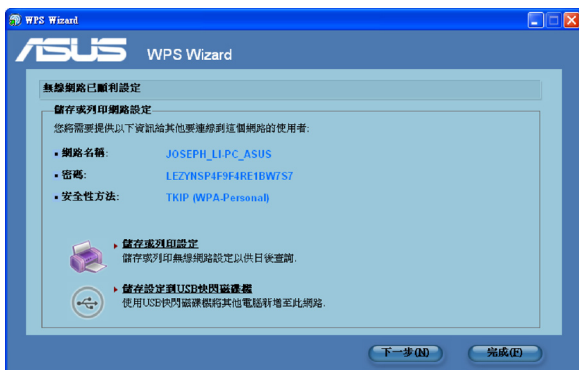 WPS Wizard
ASUS WPS Wizard
無線網路已順利設定
儲存或列印網路設定
您將需要提供以下資訊給其他要連線到這個網路的使用者:
網路名稱: JOSEPH_LI-PC_ASUS
密碼: LEZYNSP4F9F4RE1BW7S7
安全性方法: TKIP (WPA-Personal)
儲存或列印設定
儲存或列印無線網路設定以供日後查詢.
儲存設定到USB快閃磁碟機
使用USB快閃磁碟機將其他電腦新增至此網路.
下一步(N) 完成(F)